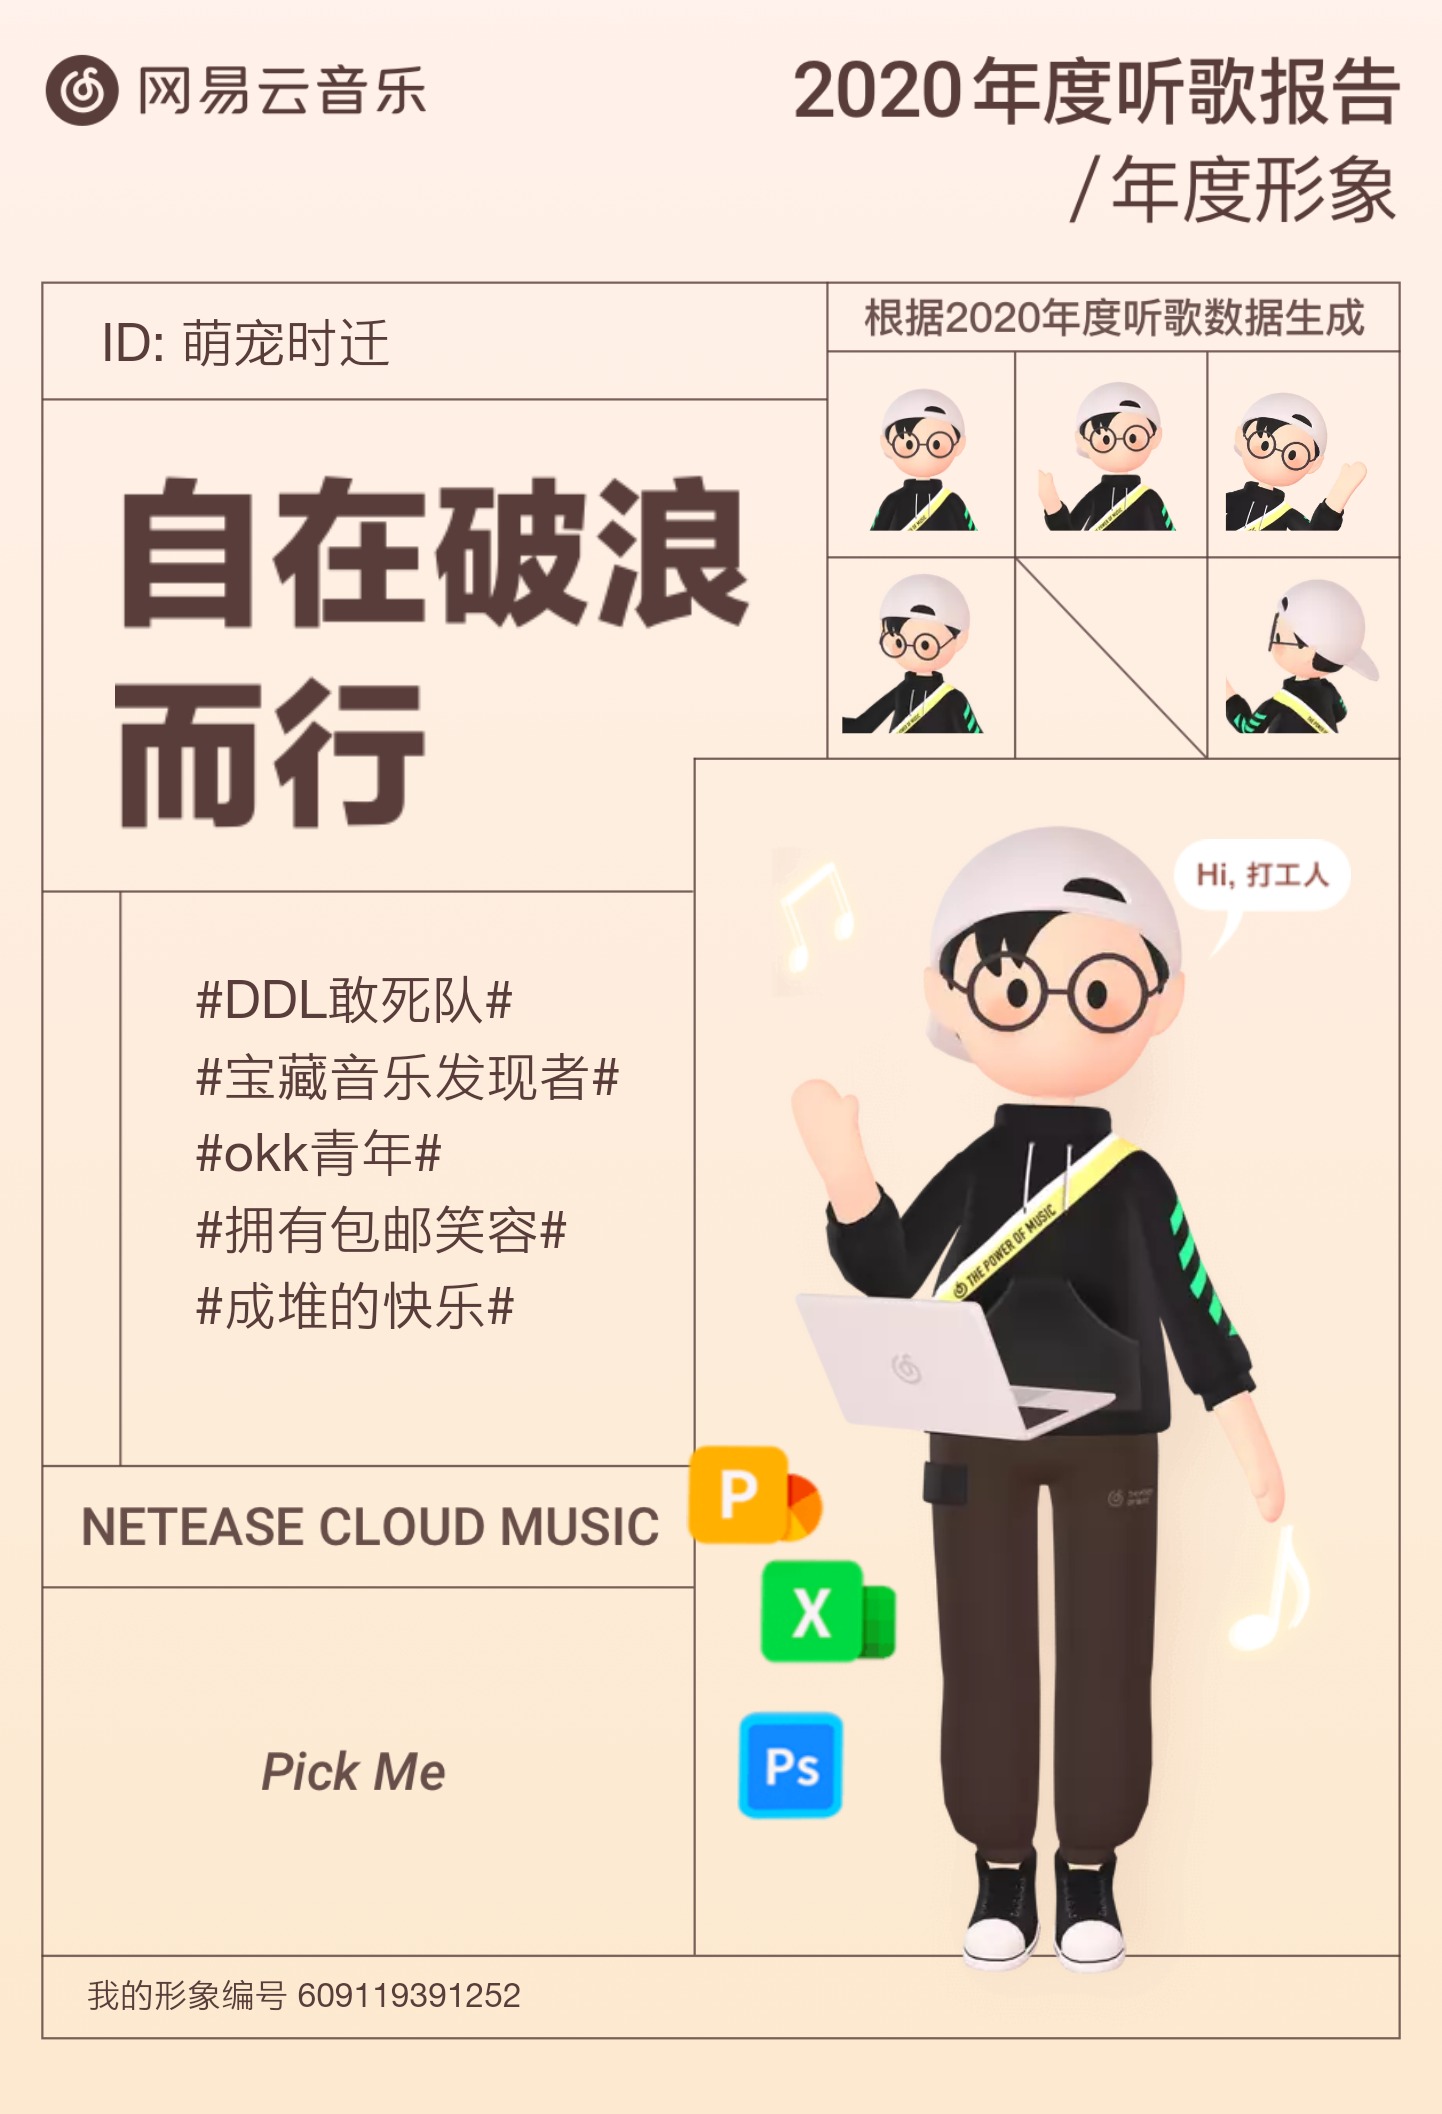 网易云音乐
2020年度听歌报告
/年度形象
ID: 萌宠时迁
根据2020年度听歌数据生成
自在破浪
而行
Hi, 打工人
#DDL敢死队#
#宝藏音乐发现者#
#okk青年#
#拥有包邮笑容#
#成堆的快乐#
THE POWER OF MUSIC
NETEASE CLOUD MUSIC
P
X
Ps
Pick Me
我的形象编号 609119391252